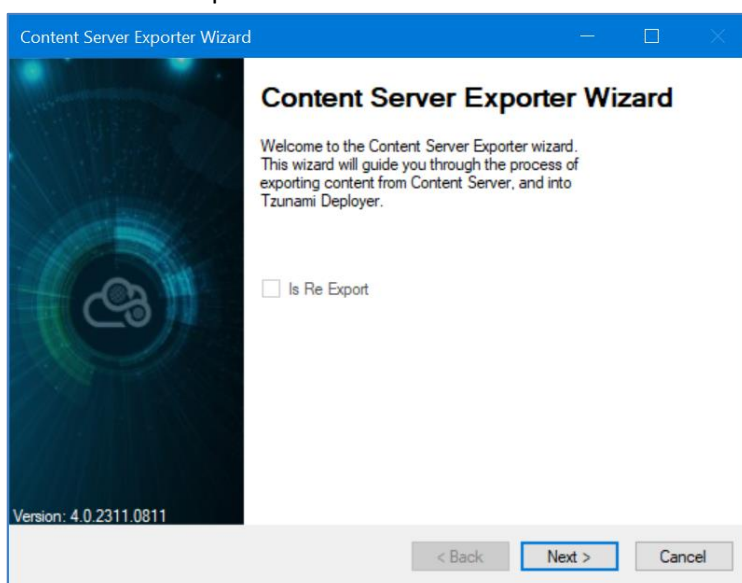 Content Server Exporter Wizard
Content Server Exporter Wizard
Welcome to the Content Server Exporter wizard.
This wizard will guide you through the process of
exporting content from Content Server, and into
Tzunami Deployer.
Is Re Export
Version: 4.0.2311.0811
< Back Next > Cancel